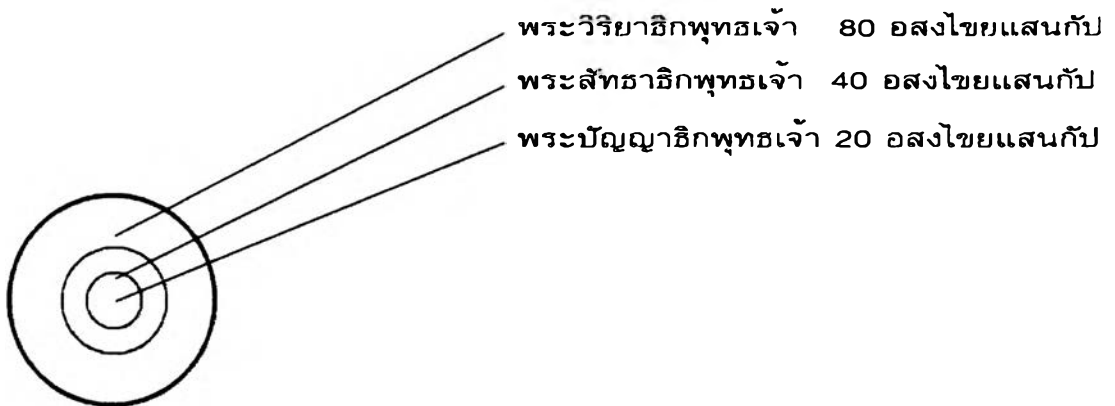 พระวิริยาธิกพุทธเจ้า 80 อสงไขยแสนกัป
พระสัทธาธิกพุทธเจ้า 40 อสงไขยแสนกัป
พระปัญญาธิกพุทธเจ้า 20 อสงไขยแสนกัป